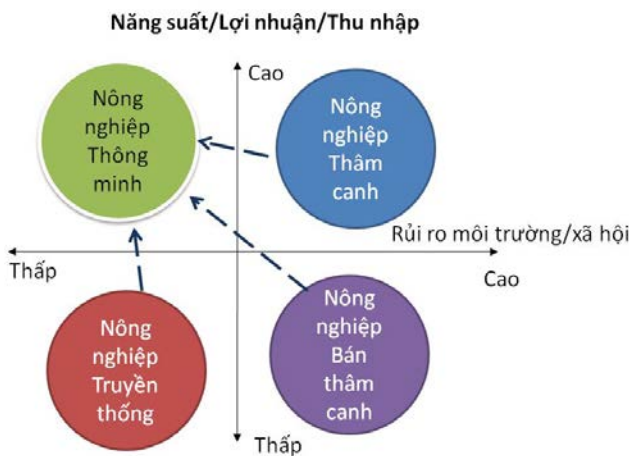 Năng suất/Lợi nhuận/Thu nhập
Cao
Nông
nghiệp
Thông
minh
Nông
nghiệp
Thâm
canh
Rủi ro môi trường/xã hội
Thấp
Cao
Nông
nghiệp
Truyền
thống
Nông
nghiệp
Bán
thâm
canh
Thấp